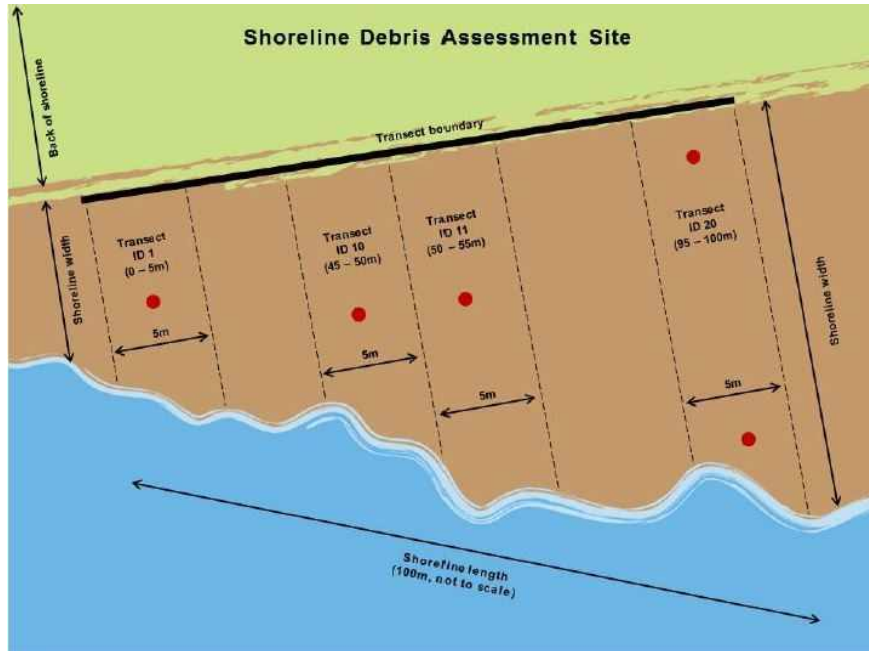 Shoreline Debris Assessment Site
Back of shoreline
Transect boundary
Shoreline width
Transect
ID 1
(0 – 5m)
Transect
ID 10
(45 – 50m)
Transect
ID 11
(50 – 55m)
Transect
ID 20
(95 – 100m)
Shoreline width
5m
5m
5m
5m
Shoreline length
(100m, not to scale)